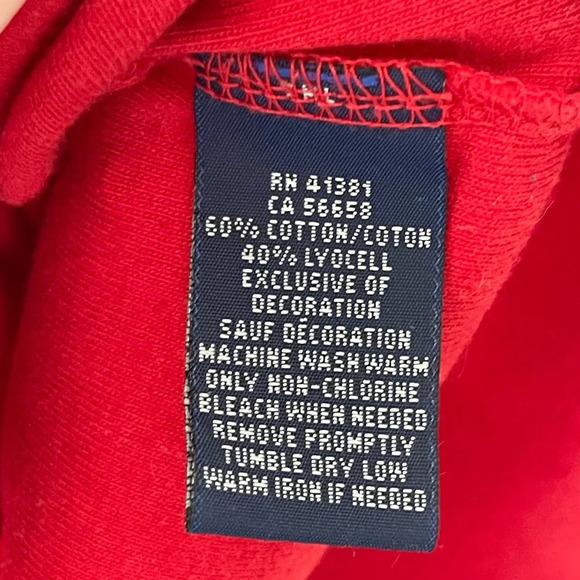 RN 41381
CA 56658
60% COTTON/COTON
40% LYOCELL
EXCLUSIVE OF
DECORATION
SAUF DÉCORATION
MACHINE WASH WARM
ONLY NON-CHLORINE
BLEACH WHEN NEEDED
REMOVE PROMPTLY
TUMBLE DRY LOW
WARM IRON IF NEEDED